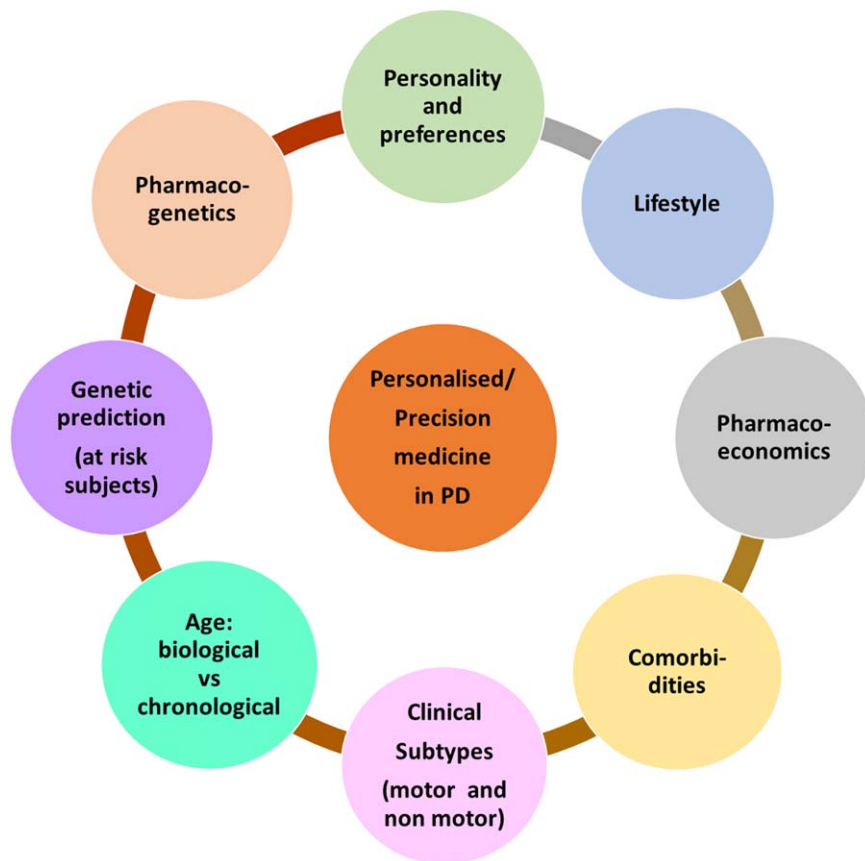 Personality
and
preferences
Lifestyle
Pharmaco-
economics
Comorbi-
dities
Clinical
Subtypes
(motor and
non motor)
Age:
biological
vs
chronological
Genetic
prediction
(at risk
subjects)
Pharmaco-
genetics
Personalised/
Precision
medicine
in PD